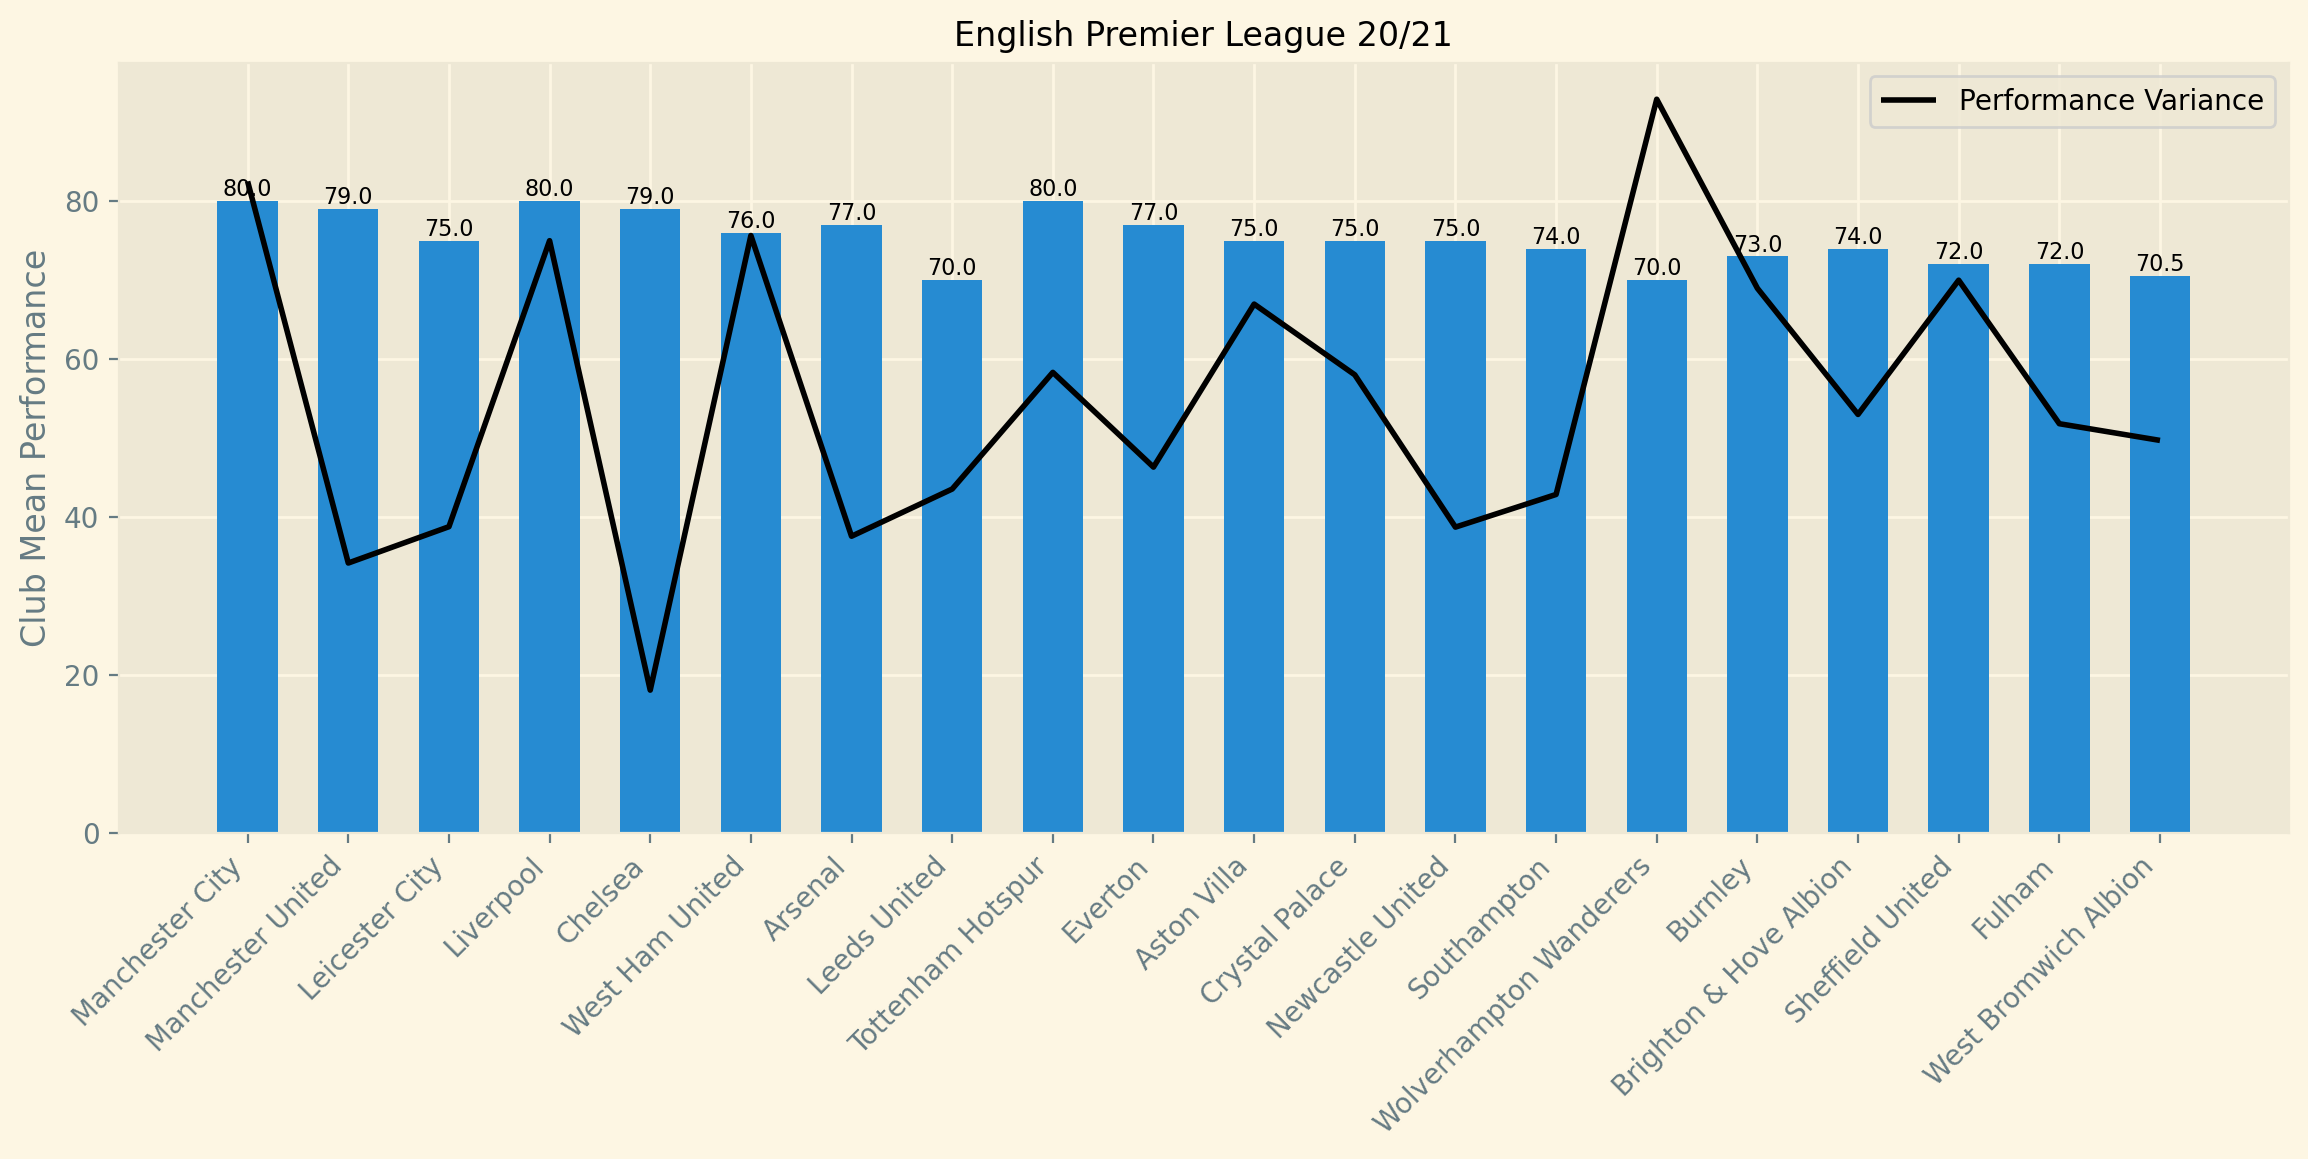 English Premier League 20/21
Performance Variance
Club Mean Performance
80
60
40
20
0
80.0
79.0
75.0
80.0
79.0
76.0
77.0
70.0
80.0
77.0
75.0
75.0
75.0
74.0
70.0
73.0
74.0
72.0
72.0
70.5
Manchester City
Manchester United
Leicester City
Liverpool
Chelsea
West Ham United
Arsenal
Leeds United
Tottenham Hotspur
Everton
Aston Villa
Crystal Palace
Newcastle United
Southampton
Wolverhampton Wanderers
Burnley
Brighton & Hove Albion
Sheffield United
Fulham
West Bromwich Albion